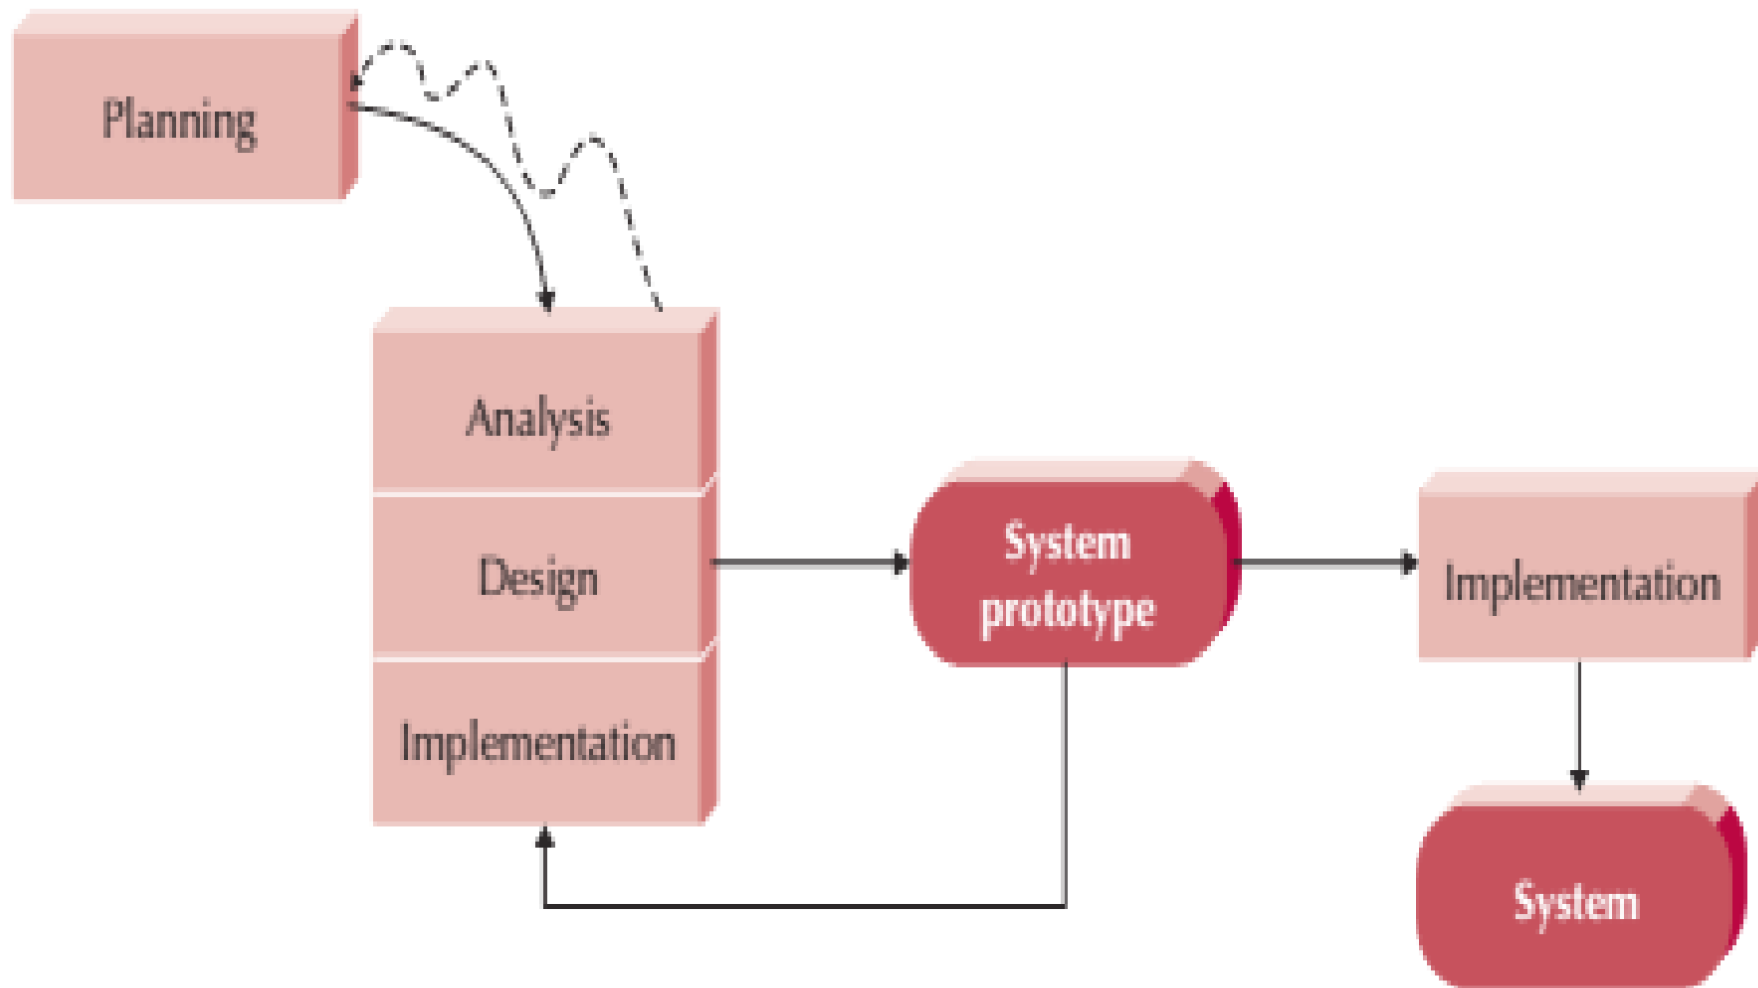 Planning
Analysis
Design
Implementation
System
prototype
Implementation
System